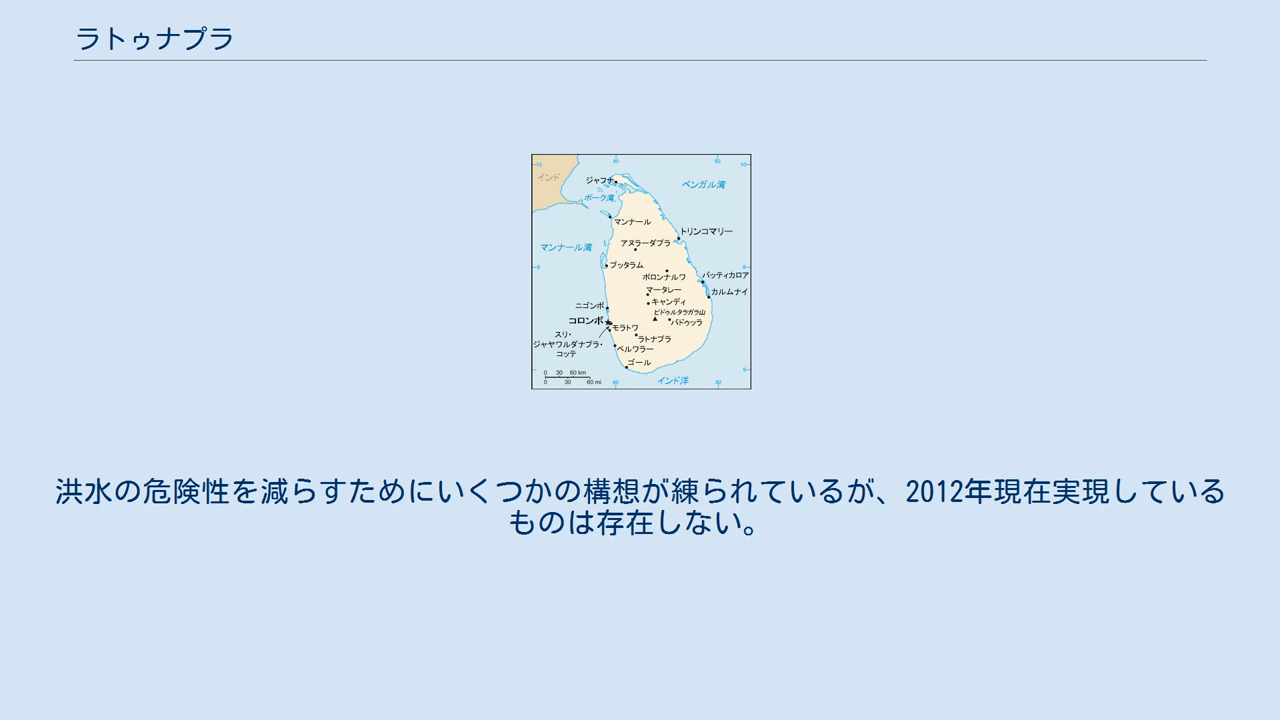 ラトゥナプラ
インド
ジャフナ
ベンガル湾
ポーク湾
マンナール
トリンコマリー
マンナール湾
アヌラーダプラ
プッタラム
ポロンナルワ
バッティカロア
マータレー
カルムナイ
キャンディ
ニゴンボ
ピドゥルタラガラ山
コロンボ
バドゥッラ
モラトワ
スリ・
ジャヤワルダナプラ・
コッテ
ラトナプラ
ベルワラー
ゴール
0 30 60 km
0 30 60 mi
インド洋
洪水の危険性を減らすためにいくつかの構想が練られているが、2012年現在実現している
ものは存在しない。